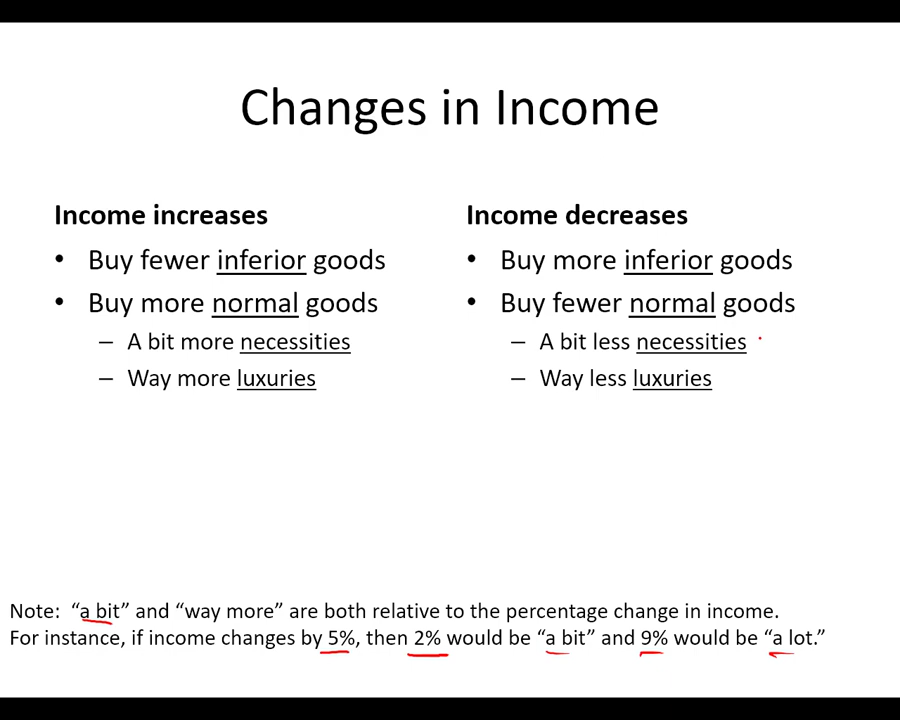 Changes in Income
Income increases
• Buy fewer inferior goods
• Buy more normal goods
– A bit more necessities
– Way more luxuries
Income decreases
• Buy more inferior goods
• Buy fewer normal goods
– A bit less necessities
– Way less luxuries
Note: “a bit” and “way more” are both relative to the percentage change in income.
For instance, if income changes by 5%, then 2% would be “a bit” and 9% would be “a lot.”